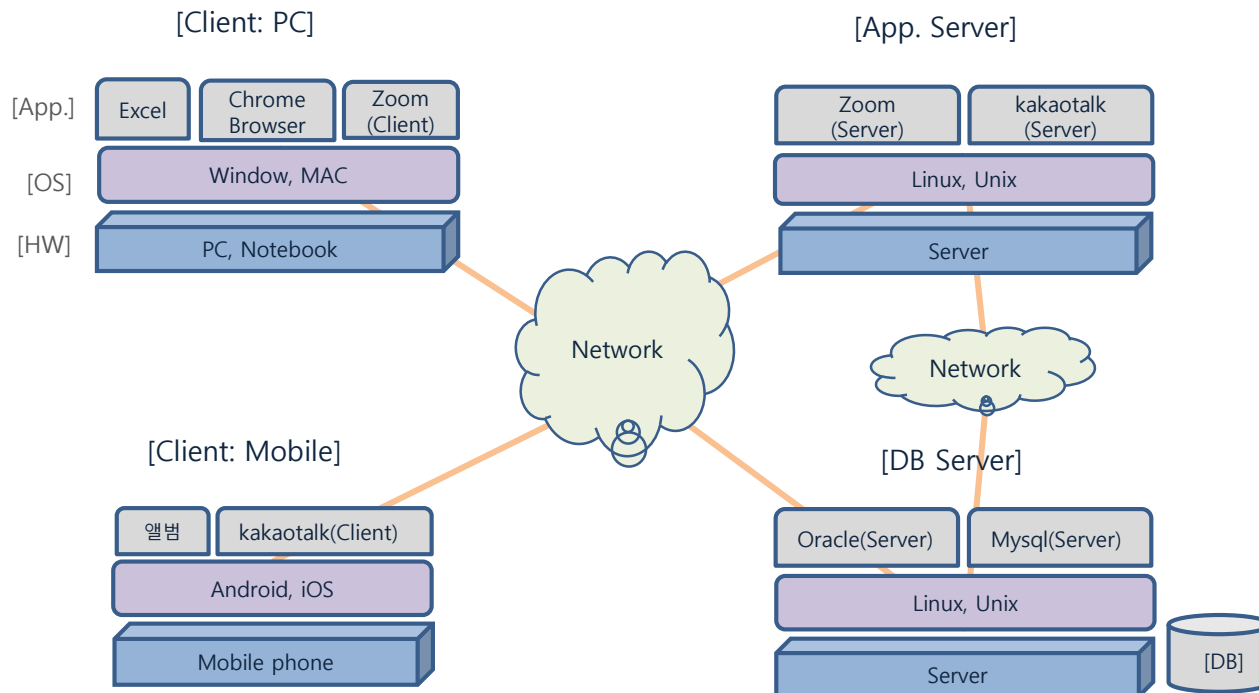 [Client: PC]
[App. Server]
[App.]
Excel
Chrome
Browser
Zoom
(Client)
Zoom
(Server)
kakaotalk
(Server)
[OS]
Window, MAC
Linux, Unix
[HW]
PC, Notebook
Server
Network
Network
[Client: Mobile]
[DB Server]
앨범
kakaotalk(Client)
Oracle(Server)
Mysql(Server)
Android, iOS
Linux, Unix
Mobile phone
Server
[DB]